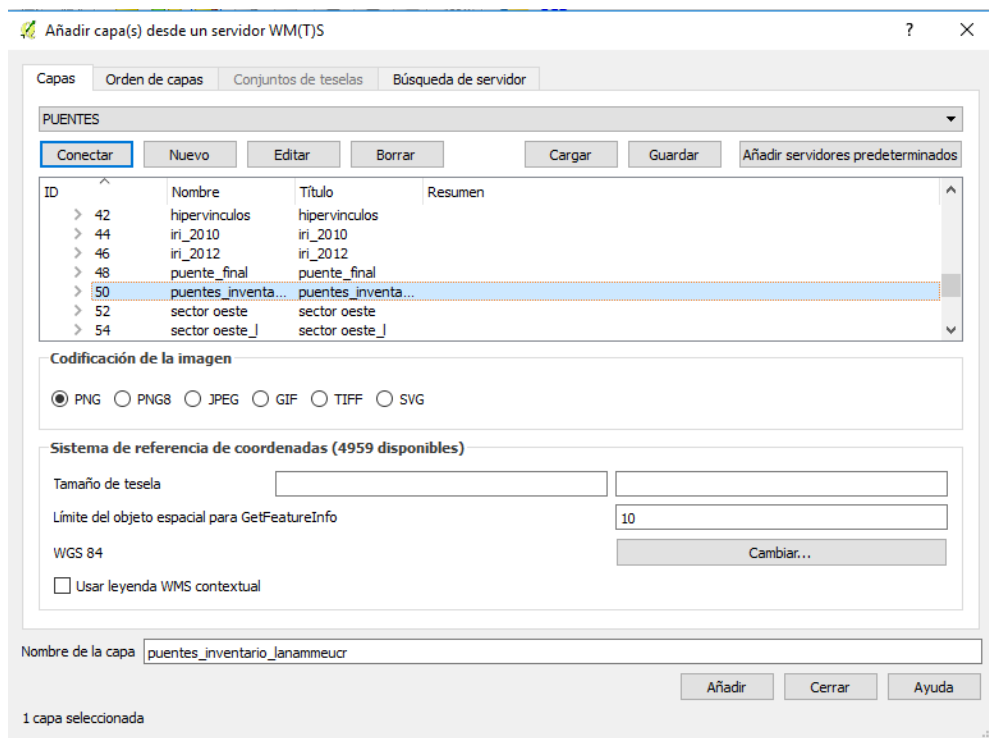 Añadir capa(s) desde un servidor WM(T)S ?
Capas Orden de capas Conjuntos de teselas Búsqueda de servidor
PUENTES
Conectar Nuevo Editar Borrar Cargar Guardar Añadir servidores predeterminados
ID Nombre Título Resumen
42 hipervinculos hipervinculos
44 iri_2010 iri_2010
46 iri_2012 iri_2012
48 puente_final puente_final
50 puentes_inventa... puentes_inventa...
52 sector oeste sector oeste
54 sector oeste_l sector oeste_l
Codificación de la imagen
PNG PNG8 JPEG GIF TIFF SVG
Sistema de referencia de coordenadas (4959 disponibles)
Tamaño de tesela
Límite del objeto espacial para GetFeatureInfo 10
WGS 84 Cambiar...
Usar leyenda WMS contextual
Nombre de la capa puentes_inventario_lanammeucr
Añadir Cerrar Ayuda
1 capa seleccionada